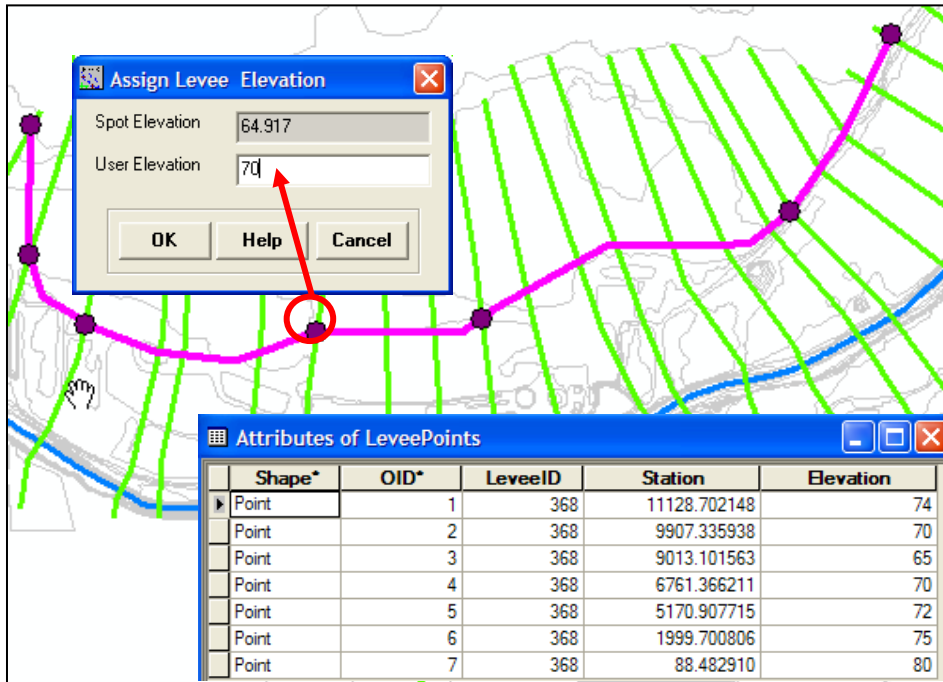 Assign Levee Elevation
Spot Elevation 64.917
User Elevation 70
OK Help Cancel
Attributes of LeveePoints
Shape* OID* LeveeID Station Elevation
Point 1 368 11128.702148 74
Point 2 368 9907.335938 70
Point 3 368 9013.101563 65
Point 4 368 6761.366211 70
Point 5 368 5170.907715 72
Point 6 368 1999.700806 75
Point 7 368 88.482910 80